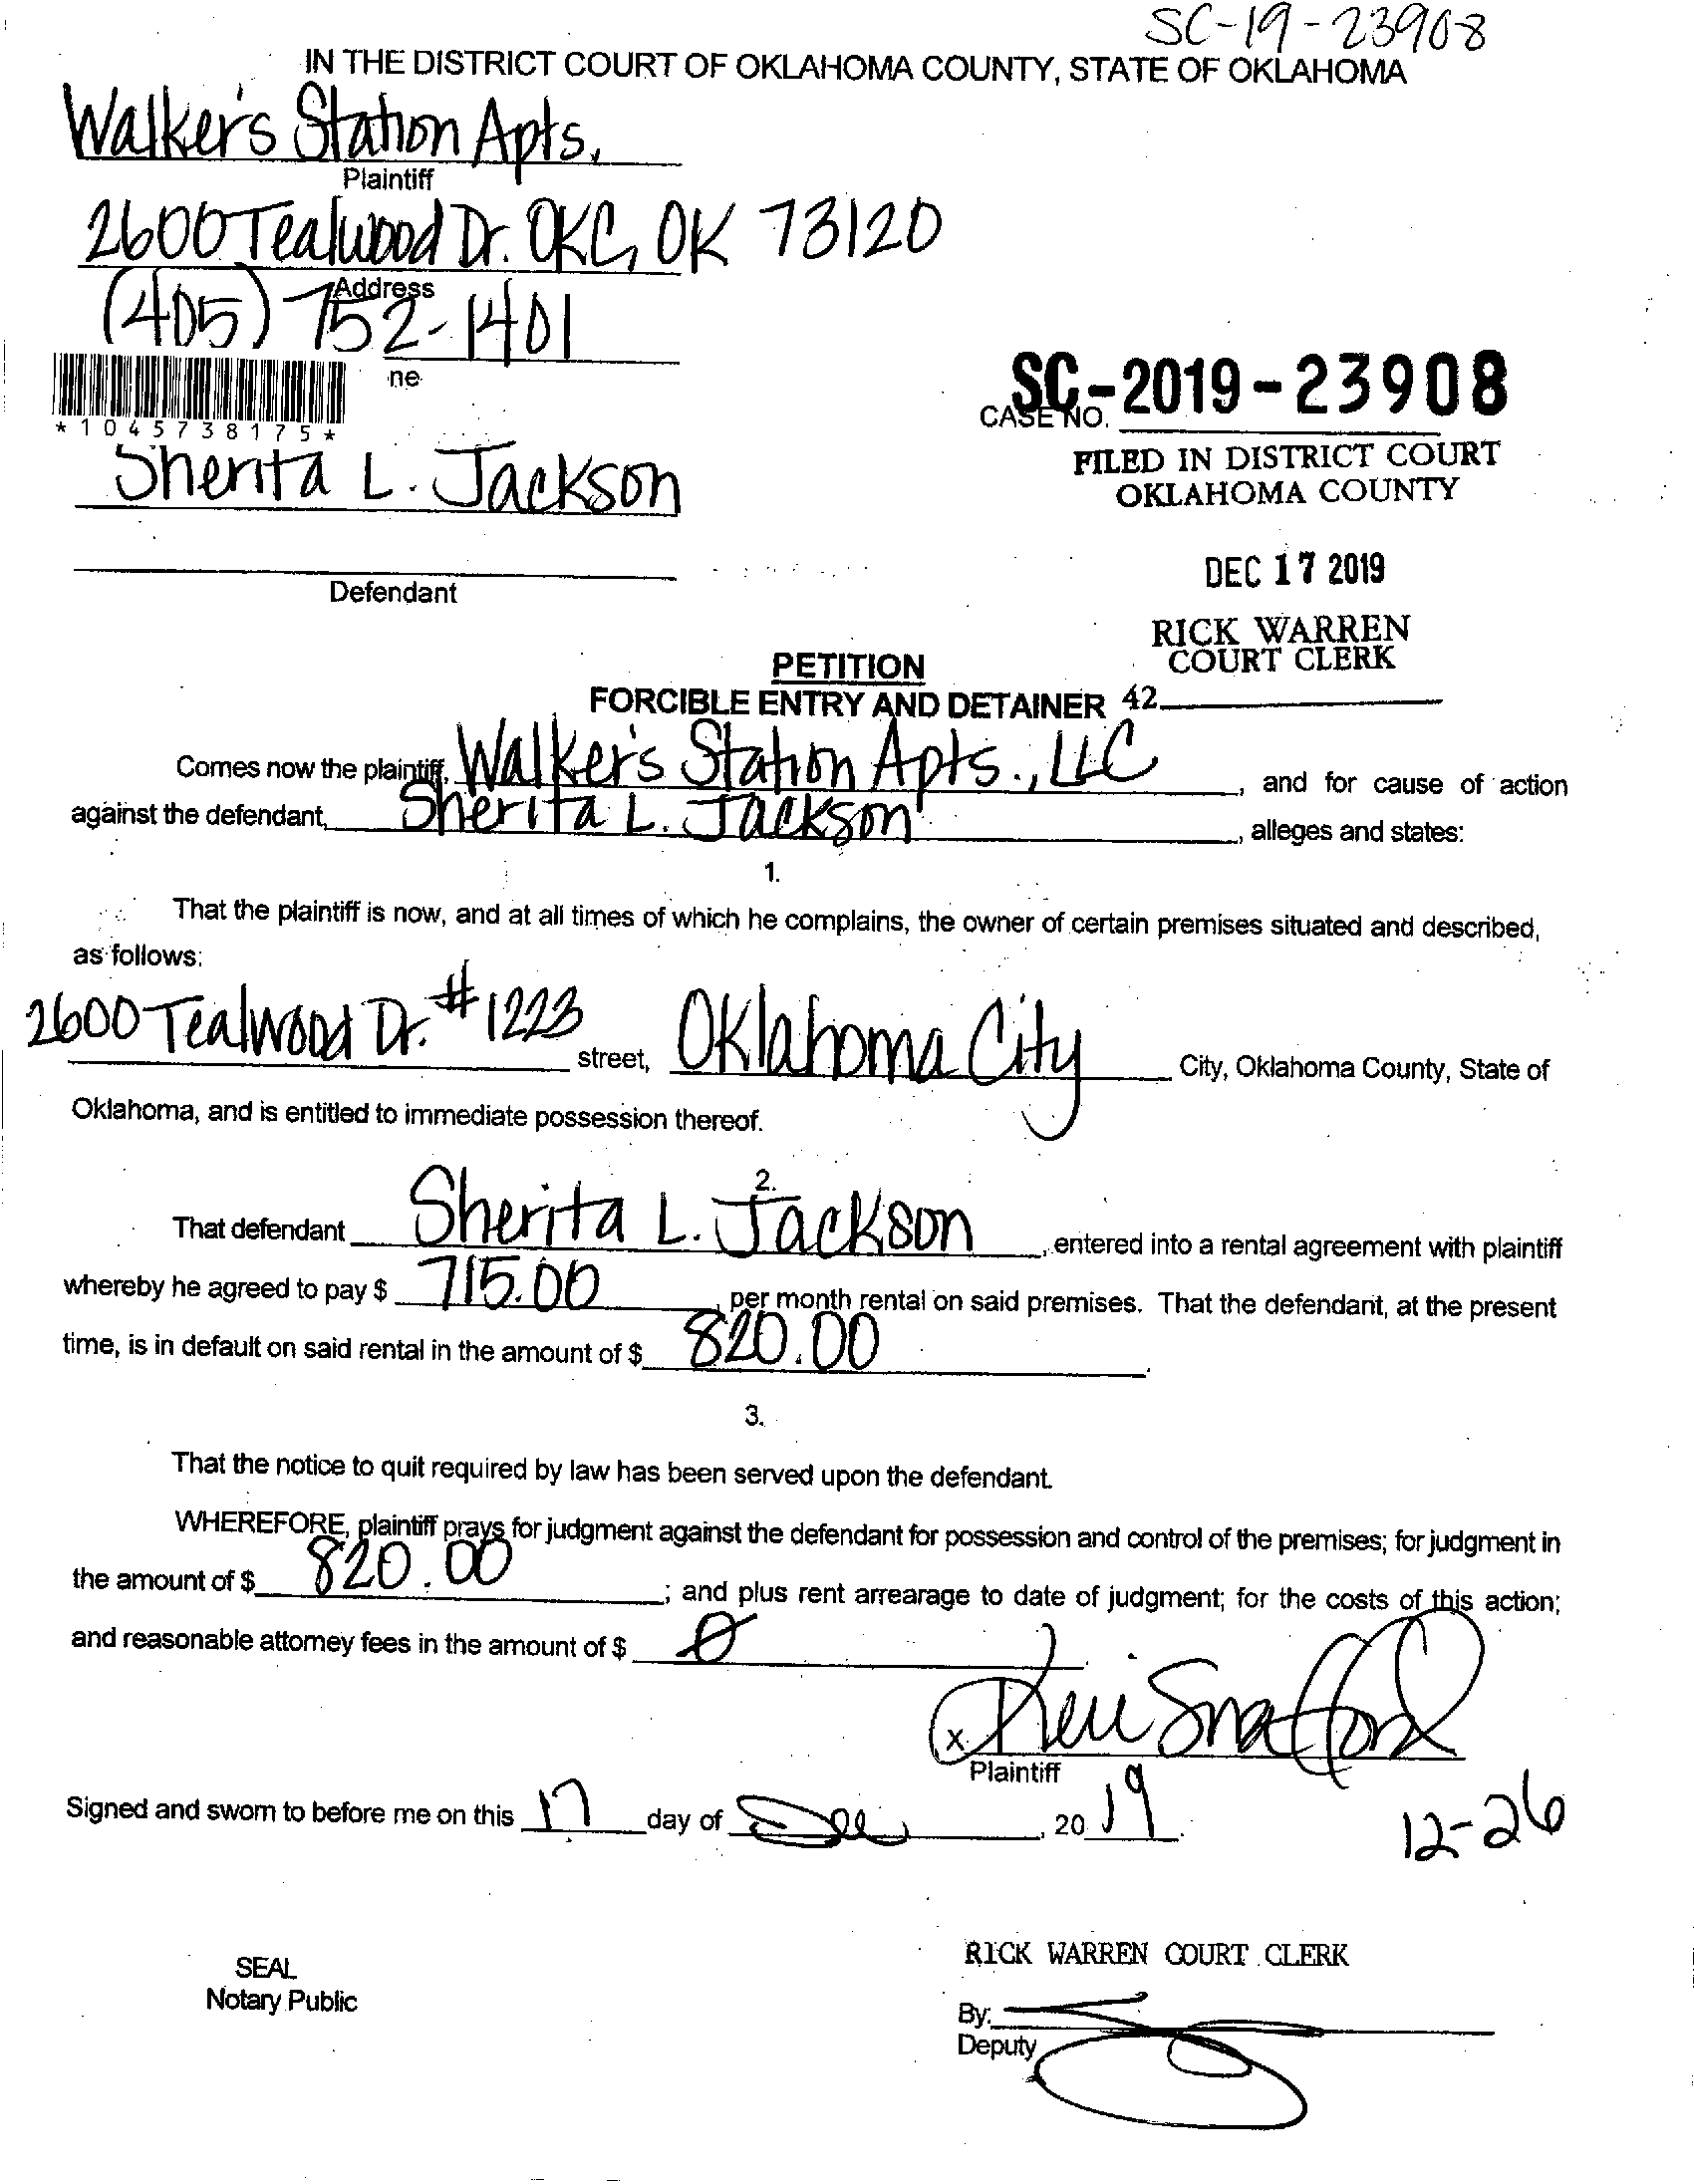 SC-19-23908
IN THE DISTRICT COURT OF OKLAHOMA COUNTY, STATE OF OKLAHOMA
Walker's Station Apts.
Plaintiff
2600 Tealwood Dr. OKC, OK 73120
Address
(405) 752-1401
ne
*1045738175*
SC-2019-23908
CASE NO.
FILED IN DISTRICT COURT
OKLAHOMA COUNTY
Sherita L. Jackson
Defendant
DEC 17 2019
RICK WARREN
COURT CLERK
PETITION
FORCIBLE ENTRY AND DETAINER 42
Comes now the plaintiff, Walker's Station Apts., LLC, and for cause of action
against the defendant, Sherita L. Jackson, alleges and states:
1.
That the plaintiff is now, and at all times of which he complains, the owner of certain premises situated and described,
as follows:
2600 Tealwood Dr. #1223 street, Oklahoma City City, Oklahoma County, State of
Oklahoma, and is entitled to immediate possession thereof.
2.
That defendant Sherita L. Jackson, entered into a rental agreement with plaintiff
whereby he agreed to pay $ 715.00, per month rental on said premises. That the defendant, at the present
time, is in default on said rental in the amount of $ 820.00.
3.
That the notice to quit required by law has been served upon the defendant.
WHEREFORE, plaintiff prays for judgment against the defendant for possession and control of the premises; for judgment in
the amount of $ 820.00; and plus rent arrearage to date of judgment; for the costs of this action;
and reasonable attorney fees in the amount of $ 0
x
Plaintiff
Signed and sworn to before me on this 17 day of Dec, 2019.
12-26
SEAL
Notary Public
RICK WARREN COURT CLERK
By:
Deputy